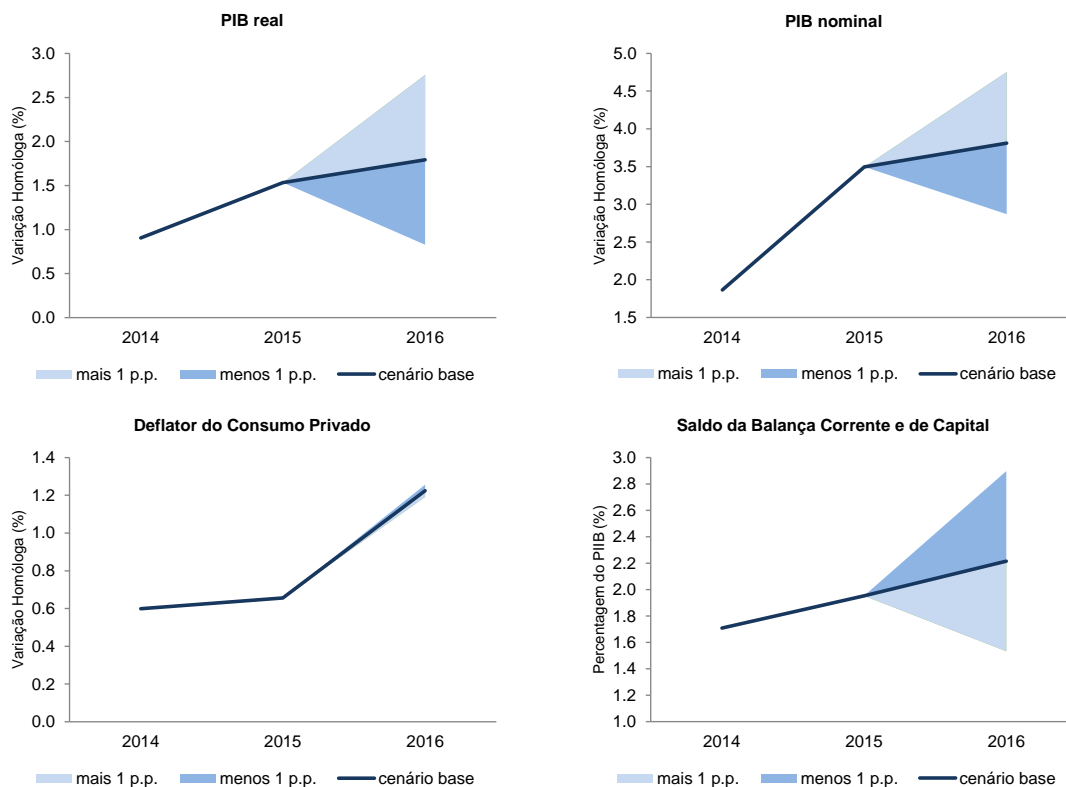 PIB real
Variação Homóloga (%)
3.0
2.5
2.0
1.5
1.0
0.5
0.0
2014 2015 2016
mais 1 p.p. menos 1 p.p. cenário base
PIB nominal
Variação Homóloga (%)
5.0
4.5
4.0
3.5
3.0
2.5
2.0
1.5
2014 2015 2016
mais 1 p.p. menos 1 p.p. cenário base
Deflator do Consumo Privado
Variação Homóloga (%)
1.4
1.2
1.0
0.8
0.6
0.4
0.2
0.0
2014 2015 2016
mais 1 p.p. menos 1 p.p. cenário base
Saldo da Balança Corrente e de Capital
Percentagem do PIIB (%)
3.0
2.8
2.6
2.4
2.2
2.0
1.8
1.6
1.4
1.2
1.0
2014 2015 2016
mais 1 p.p. menos 1 p.p. cenário base